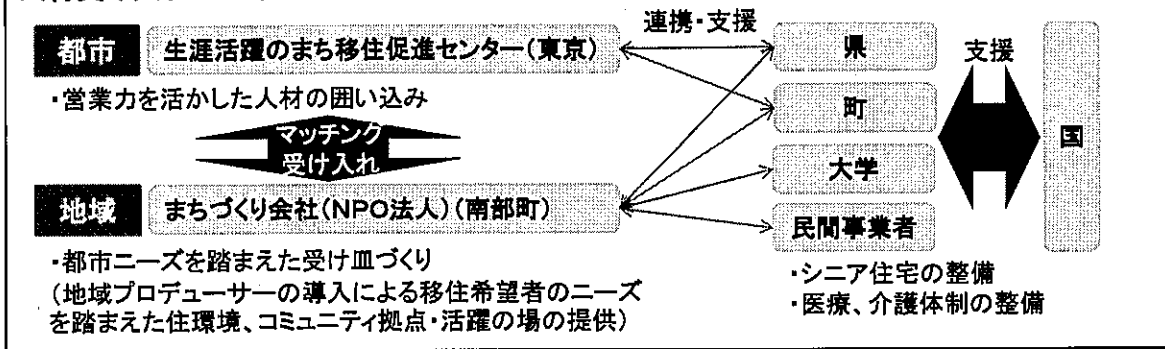 都市 生涯活躍のまち移住促進センター(東京)
・営業力を活かした人材の囲い込み
マッチング
受け入れ
地域 まちづくり会社(NPO法人)(南部町)
・都市ニーズを踏まえた受け皿づくり
(地域プロデューサーの導入による移住希望者のニーズ
を踏まえた住環境、コミュニティ拠点・活躍の場の提供)
連携・支援
県
町
大学
民間事業者
・シニア住宅の整備
・医療、介護体制の整備
支援
国